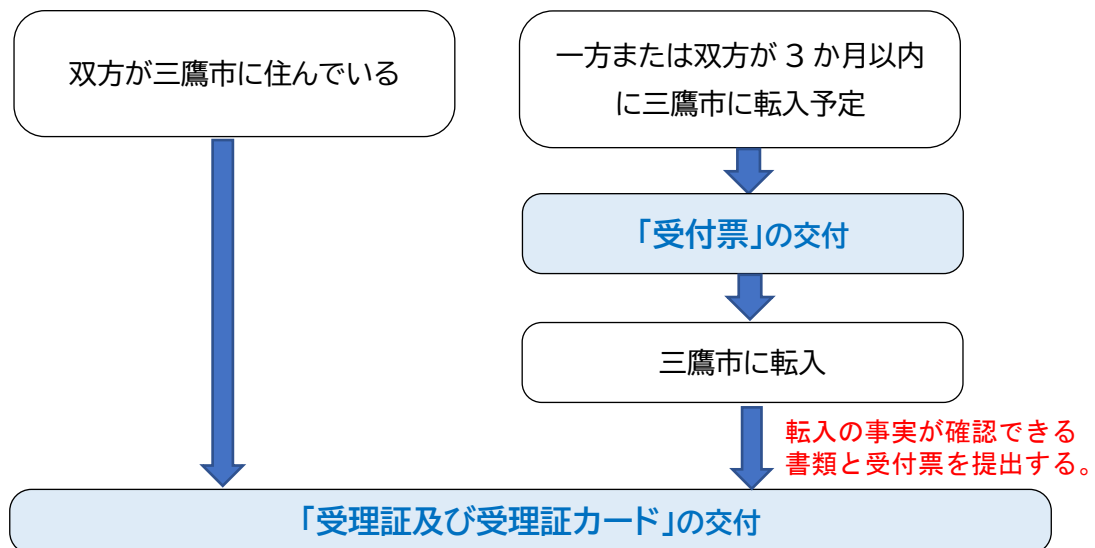 双方が三鷹市に住んでいる
一方または双方が 3 か月以内
に三鷹市に転入予定
「受付票」の交付
三鷹市に転入
転入の事実が確認できる
書類と受付票を提出する。
「受理証及び受理証カード」の交付